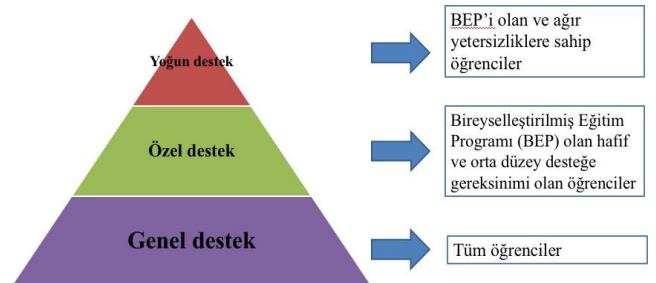 Yoğun destek
BEP’i olan ve ağır
yetersizliklere sahip
öğrenciler
Özel destek
Bireyselleştirilmiş Eğitim
Programı (BEP) olan hafif
ve orta düzey desteğe
gereksinimi olan öğrenciler
Genel destek
Tüm öğrenciler